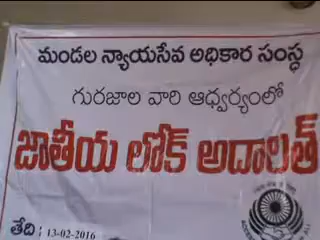 మండల న్యాయసేవ అధికార సంస్థ
గురజాల వారి ఆధ్వర్యంలో
జాతీయ లోక్ అదాలత్
తేది : 13-02-2016